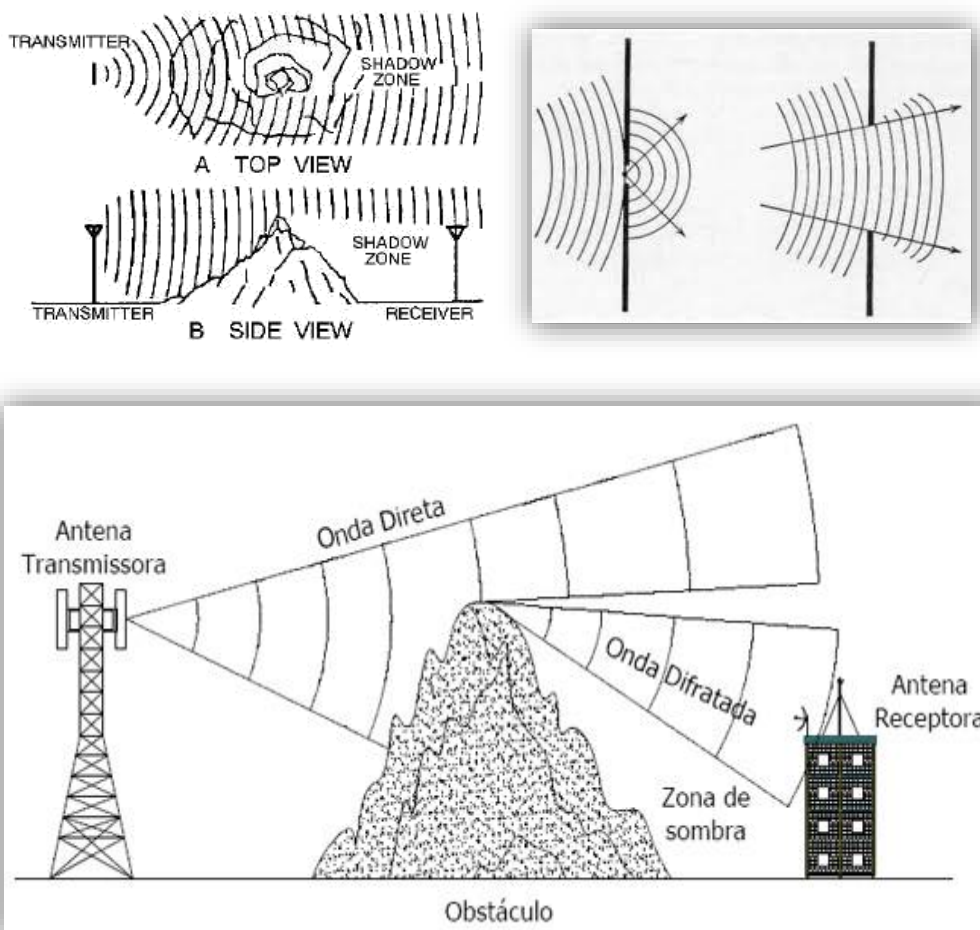 TRANSMITTER
SHADOW
ZONE
A TOP VIEW
SHADOW
ZONE
TRANSMITTER
B SIDE VIEW
RECEIVER
Onda Direta
Antena
Transmissora
Onda Difratada
Antena
Receptora
Zona de
sombra
Obstáculo